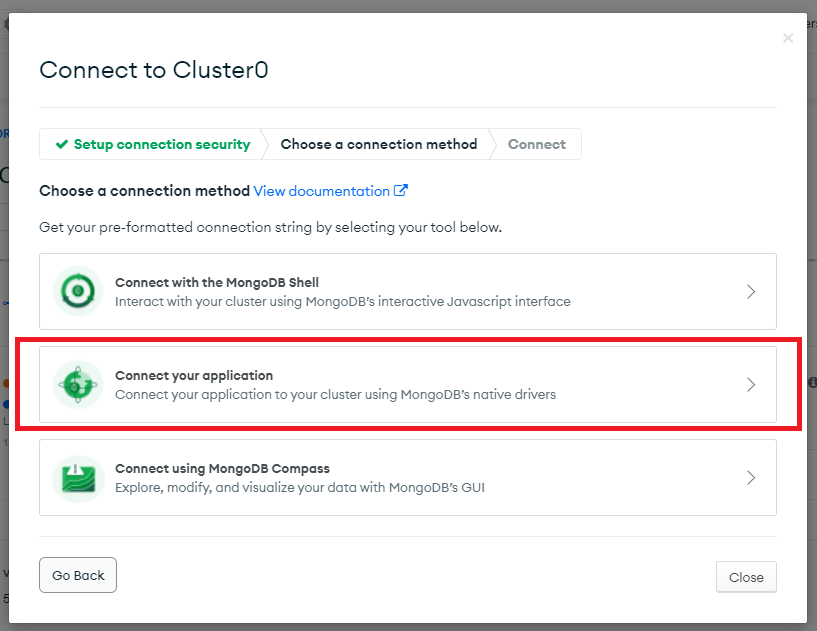 Connect to Cluster0
Setup connection security
Choose a connection method
Connect
Choose a connection method View documentation
Get your pre-formatted connection string by selecting your tool below.
Connect with the MongoDB Shell
Interact with your cluster using MongoDB's interactive Javascript interface
Connect your application
Connect your application to your cluster using MongoDB's native drivers
Connect using MongoDB Compass
Explore, modify, and visualize your data with MongoDB's GUI
Go Back
Close